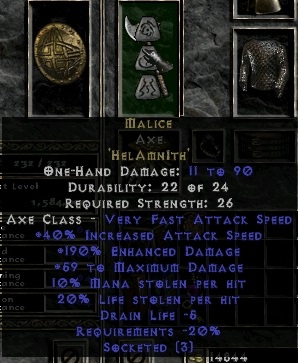 Malice
Axe
'HelAmnIth'
One-Hand Damage: 11 to 90
Durability: 22 of 24
Required Strength: 26
Axe Class - Very Fast Attack Speed
+40% Increased Attack Speed
+190% Enhanced Damage
+59 to Maximum Damage
10% Mana stolen per hit
20% Life stolen per hit
Drain Life -5
Requirements -20%
Socketed (3)